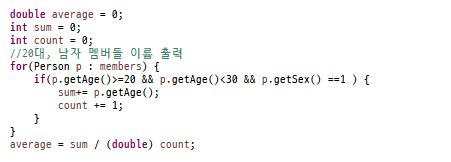 double average = 0;
int sum = 0;
int count = 0;
//20대, 남자 멤버들 이름 출력
for(Person p : members) {
if(p.getAge()>=20 && p.getAge()<30 && p.getSex() ==1 ) {
sum+= p.getAge();
count += 1;
}
}
average = sum / (double) count;